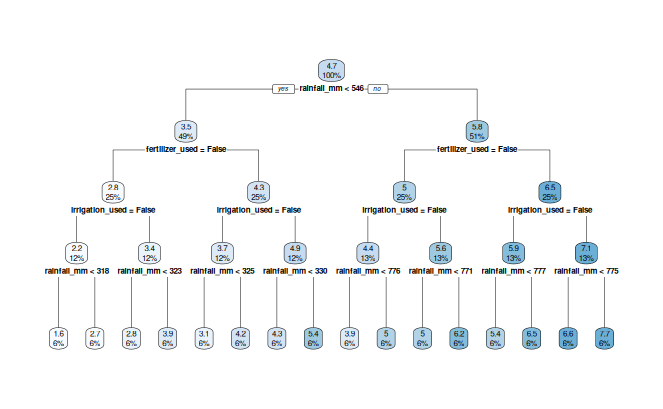 4.7
100%
yes rainfall_mm < 546 no
3.5 5.8
49% 51%
fertilizer_used = False fertilizer_used = False
2.8 4.3 5 6.5
25% 25% 25% 25%
irrigation_used = False irrigation_used = False irrigation_used = False irrigation_used = False
2.2 3.4 3.7 4.9 4.4 5.6 5.9 7.1
12% 12% 12% 12% 13% 13% 13% 13%
rainfall_mm < 318 rainfall_mm < 323 rainfall_mm < 325 rainfall_mm < 330 rainfall_mm < 776 rainfall_mm < 771 rainfall_mm < 777 rainfall_mm < 775
1.6 2.7 2.8 3.9 3.1 4.2 4.3 5.4 3.9 5 5 6.2 5.4 6.5 6.6 7.7
6% 6% 6% 6% 6% 6% 6% 6% 6% 6% 6% 6% 6% 6% 6% 6%